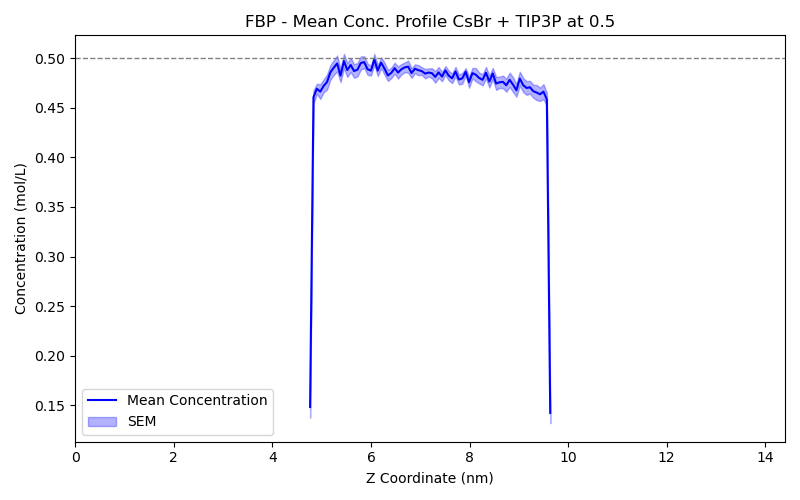 FBP - Mean Conc. Profile CsBr + TIP3P at 0.5
Concentration (mol/L)
0.50
0.45
0.40
0.35
0.30
0.25
0.20
0.15
Mean Concentration
SEM
0 2 4 6 8 10 12 14
Z Coordinate (nm)